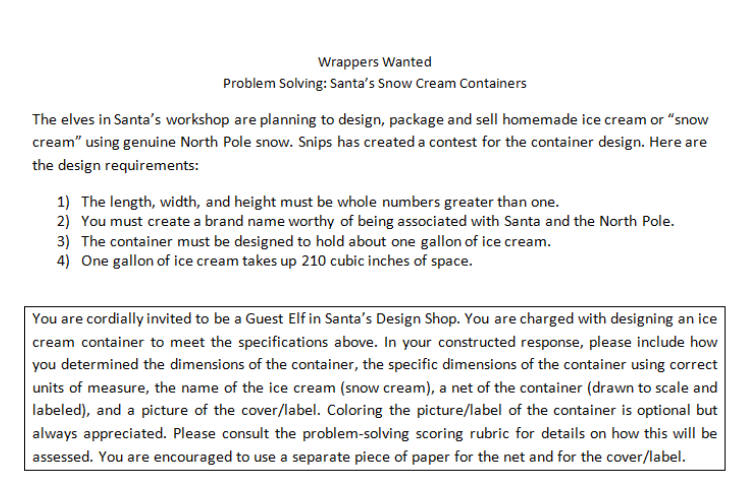 Wrappers Wanted
Problem Solving: Santa's Snow Cream Containers
The elves in Santa's workshop are planning to design, package and sell homemade ice cream or "snow
cream" using genuine North Pole snow. Snips has created a contest for the container design. Here are
the design requirements:
1) The length, width, and height must be whole numbers greater than one.
2) You must create a brand name worthy of being associated with Santa and the North Pole.
3) The container must be designed to hold about one gallon of ice cream.
4) One gallon of ice cream takes up 210 cubic inches of space.
You are cordially invited to be a Guest Elf in Santa's Design Shop. You are charged with designing an ice
cream container to meet the specifications above. In your constructed response, please include how
you determined the dimensions of the container, the specific dimensions of the container using correct
units of measure, the name of the ice cream (snow cream), a net of the container (drawn to scale and
labeled), and a picture of the cover/label. Coloring the picture/label of the container is optional but
always appreciated. Please consult the problem-solving scoring rubric for details on how this will be
assessed. You are encouraged to use a separate piece of paper for the net and for the cover/label.